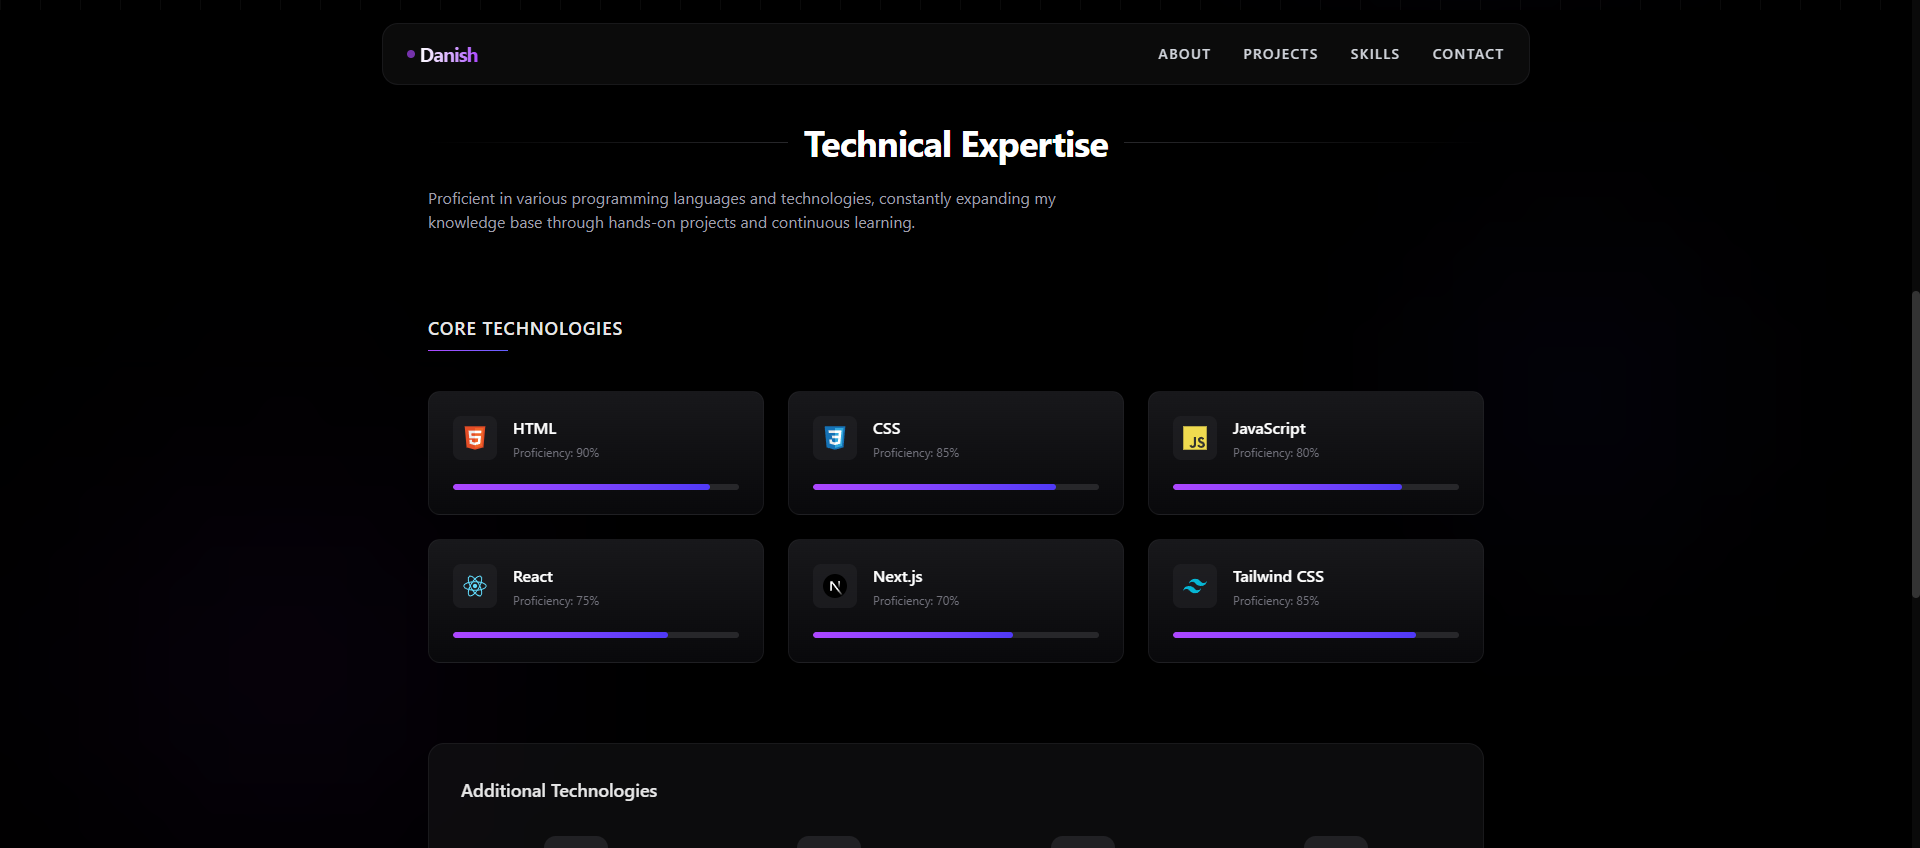 Danish
ABOUT PROJECTS SKILLS CONTACT
Technical Expertise
Proficient in various programming languages and technologies, constantly expanding my
knowledge base through hands-on projects and continuous learning.
CORE TECHNOLOGIES
HTML
Proficiency: 90%
CSS
Proficiency: 85%
JS
JavaScript
Proficiency: 80%
React
Proficiency: 75%
N
Next.js
Proficiency: 70%
Tailwind CSS
Proficiency: 85%
Additional Technologies